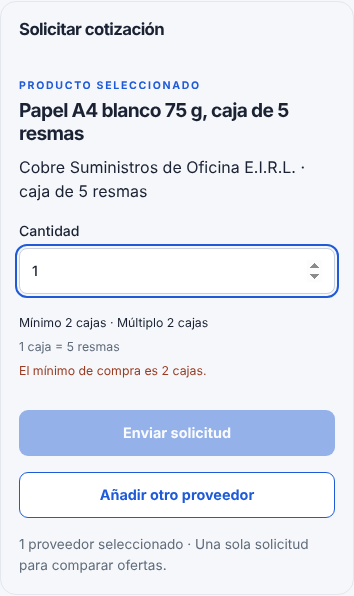 Solicitar cotización
PRODUCTO SELECCIONADO
Papel A4 blanco 75 g, caja de 5
resmas
Cobre Suministros de Oficina E.I.R.L. ·
caja de 5 resmas
Cantidad
1
Mínimo 2 cajas · Múltiplo 2 cajas
1 caja = 5 resmas
El mínimo de compra es 2 cajas.
Enviar solicitud
Añadir otro proveedor
1 proveedor seleccionado · Una sola solicitud
para comparar ofertas.